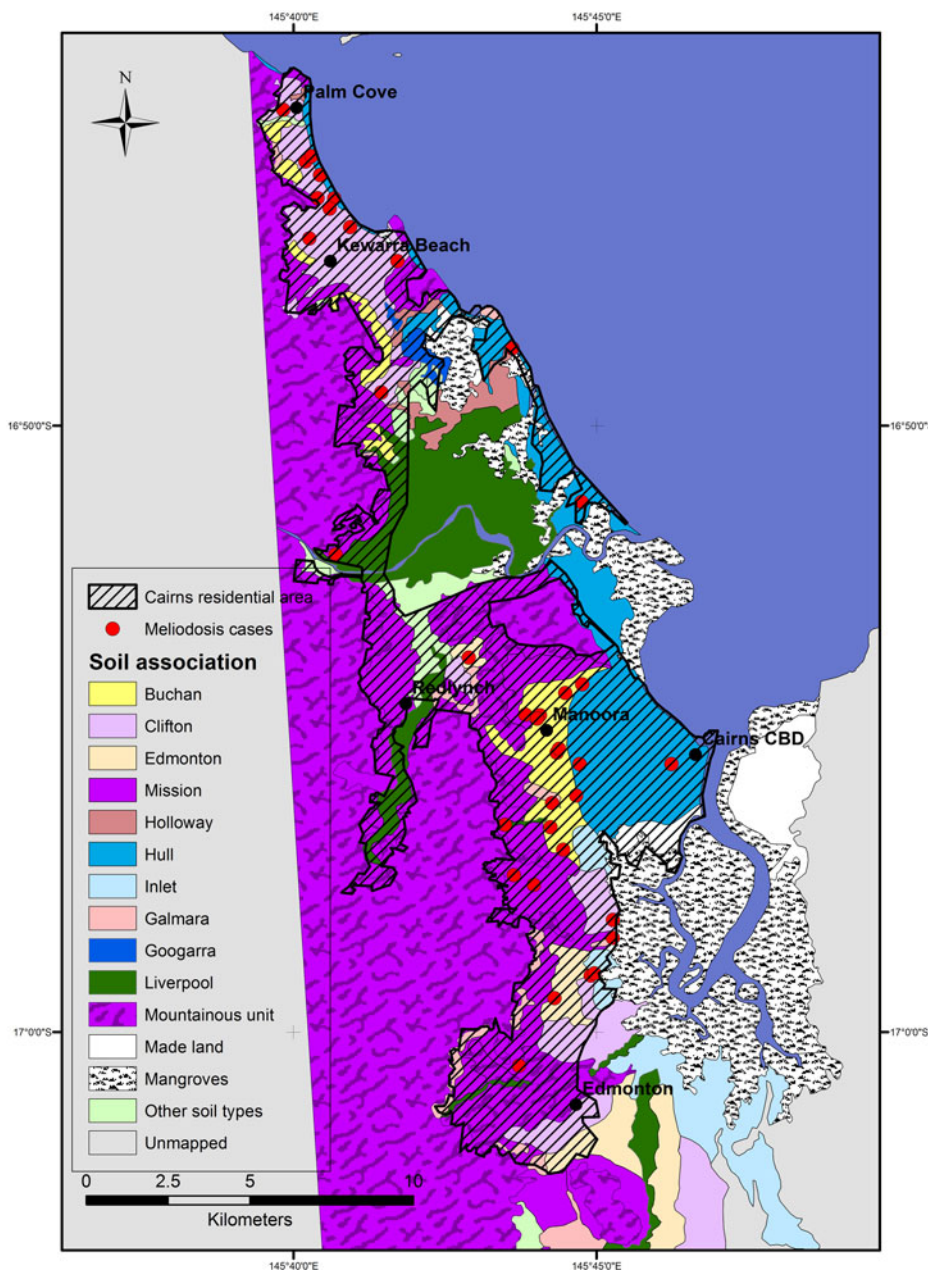 145°40'0"E
145°45'0"E
N
Palm Cove
Kewarra Beach
16°50'0"S
16°50'0"S
Cairns residential area
Meliodosis cases
Soil association
Buchan
Clifton
Edmonton
Mission
Holloway
Hull
Inlet
Galmara
Googarra
Liverpool
Mountainous unit
Made land
Mangroves
Other soil types
Unmapped
0
2.5
5
10
Kilometers
Redlynch
Manoora
Cairns CBD
17°0'0"S
17°0'0"S
Edmonton
145°40'0"E
145°45'0"E